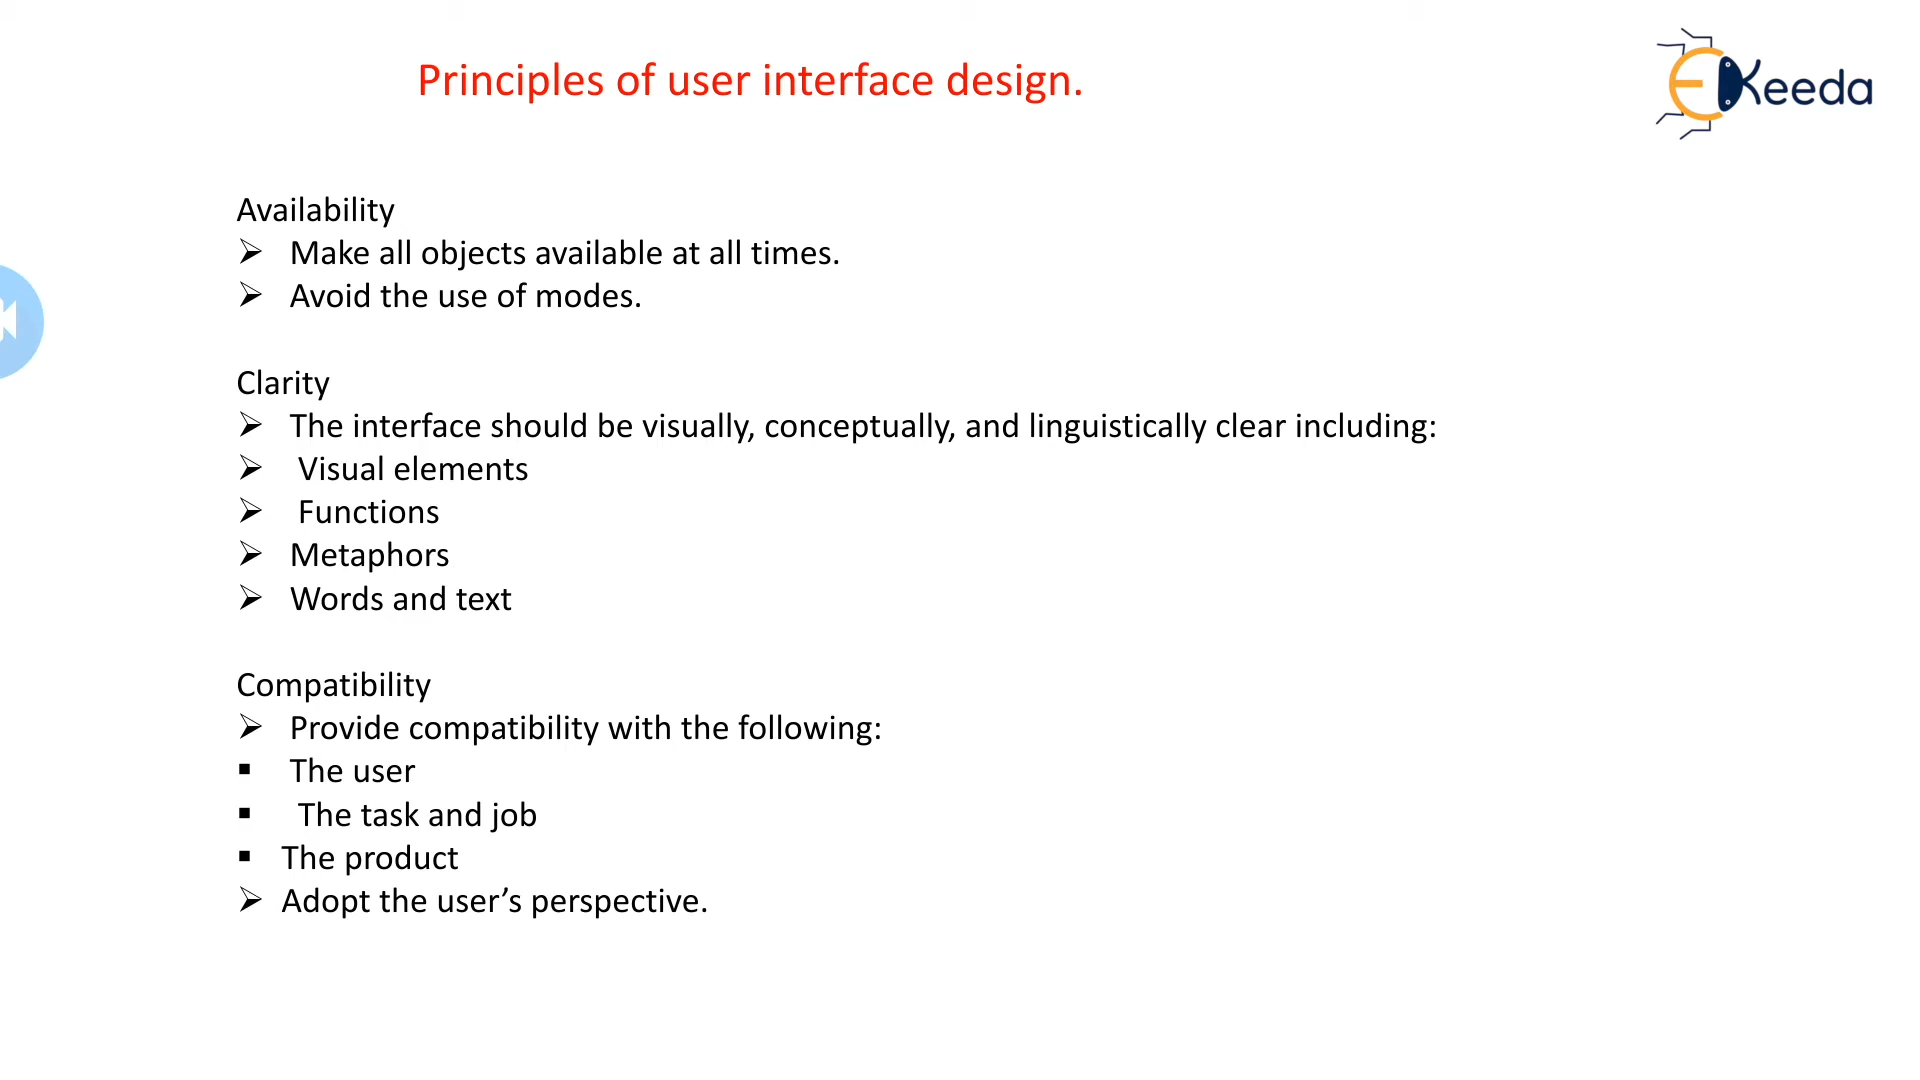 Principles of user interface design.
EKeeda
Availability
➢ Make all objects available at all times.
➢ Avoid the use of modes.
Clarity
➢ The interface should be visually, conceptually, and linguistically clear including:
➢ Visual elements
➢ Functions
➢ Metaphors
➢ Words and text
Compatibility
➢ Provide compatibility with the following:
▪ The user
▪ The task and job
▪ The product
➢ Adopt the user’s perspective.